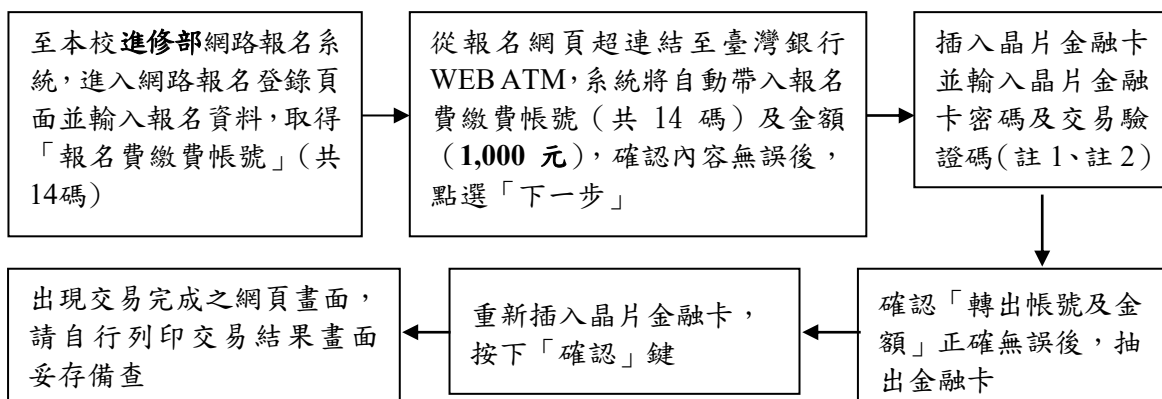 至本校進修部網路報名系
統，進入網路報名登錄頁
面並輸入報名資料，取得
「報名費繳費帳號」（共
14碼）
從報名網頁超連結至臺灣銀行
WEB ATM，系統將自動帶入報名
費繳費帳號（共 14 碼）及金額
（1,000 元），確認內容無誤後，
點選「下一步」
插入晶片金融卡
並輸入晶片金融
卡密碼及交易驗
證碼（註 1、註 2）
確認「轉出帳號及金
額」正確無誤後，抽
出金融卡
重新插入晶片金融卡，
按下「確認」鍵
出現交易完成之網頁畫面，
請自行列印交易結果畫面
妥存備查